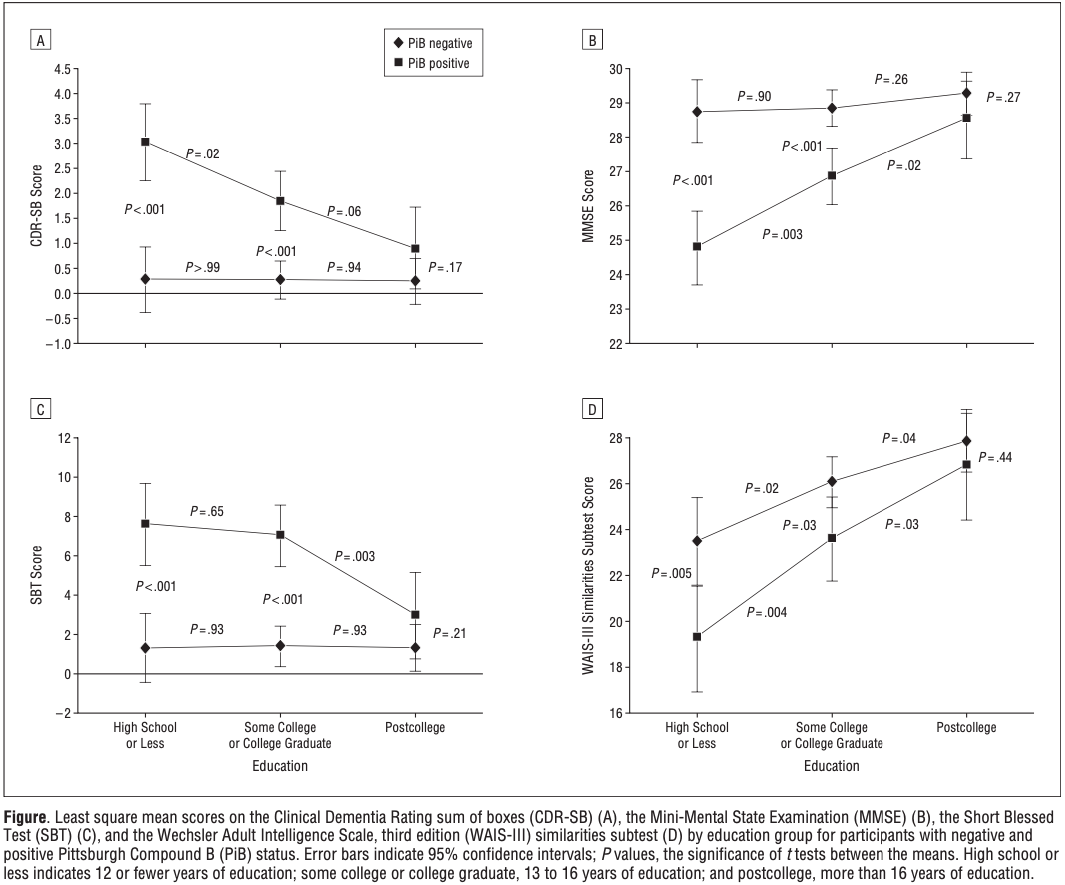 A
PiB negative
PiB positive
4.5
4.0
3.5
3.0
2.5
2.0
1.5
1.0
0.5
0.0
−0.5
−1.0
CDR-SB Score
P=.02
P=.06
P<.001
P<.001
P>.99
P=.94
P=.17
B
30
29
28
27
26
25
24
23
22
MMSE Score
P=.90
P=.26
P=.27
P<.001
P<.001
P=.02
P=.003
C
12
10
8
6
4
2
0
−2
SBT Score
P=.65
P=.003
P<.001
P<.001
P=.93
P=.93
P=.21
High School
or Less
Some College
or College Graduate
Postcollege
Education
D
28
26
24
22
20
18
16
WAIS-III Similarities Subtest Score
P=.04
P=.44
P=.02
P=.03
P=.03
P=.005
P=.004
High School
or Less
Some College
or College Graduate
Postcollege
Education
Figure. Least square mean scores on the Clinical Dementia Rating sum of boxes (CDR-SB) (A), the Mini-Mental State Examination (MMSE) (B), the Short Blessed
Test (SBT) (C), and the Wechsler Adult Intelligence Scale, third edition (WAIS-III) similarities subtest (D) by education group for participants with negative and
positive Pittsburgh Compound B (PiB) status. Error bars indicate 95% confidence intervals; P values, the significance of t tests between the means. High school or
less indicates 12 or fewer years of education; some college or college graduate, 13 to 16 years of education; and postcollege, more than 16 years of education.